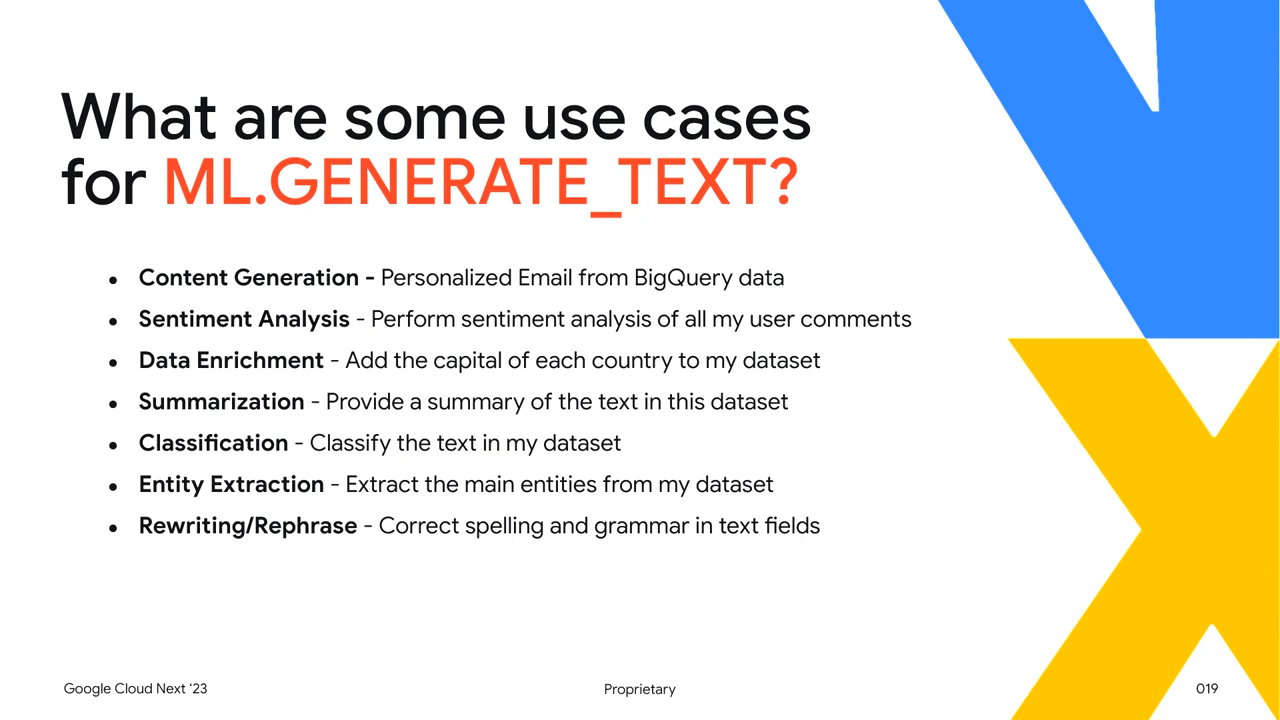 What are some use cases
for ML.GENERATE_TEXT?
• Content Generation - Personalized Email from BigQuery data
• Sentiment Analysis - Perform sentiment analysis of all my user comments
• Data Enrichment - Add the capital of each country to my dataset
• Summarization - Provide a summary of the text in this dataset
• Classification - Classify the text in my dataset
• Entity Extraction - Extract the main entities from my dataset
• Rewriting/Rephrase - Correct spelling and grammar in text fields
Google Cloud Next ‘23
Proprietary
019